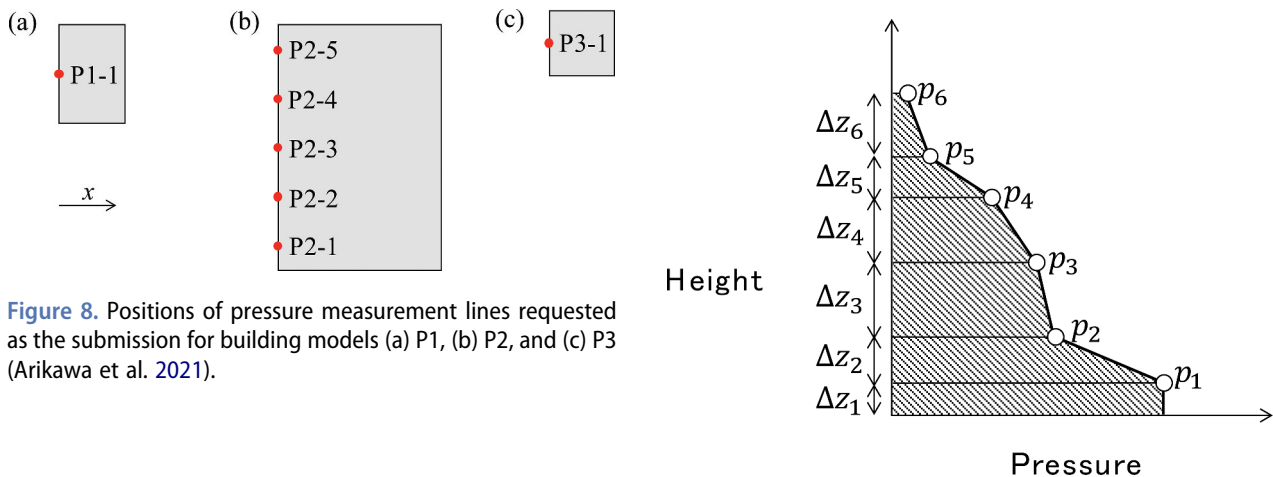 (a)
P1-1
x
(b)
P2-5
P2-4
P2-3
P2-2
P2-1
(c)
P3-1
Figure 8. Positions of pressure measurement lines requested
as the submission for building models (a) P1, (b) P2, and (c) P3
(Arikawa et al. 2021).
Height
Δz₆
Δz₅
Δz₄
Δz₃
Δz₂
Δz₁
p₆
p₅
p₄
p₃
p₂
p₁
Pressure